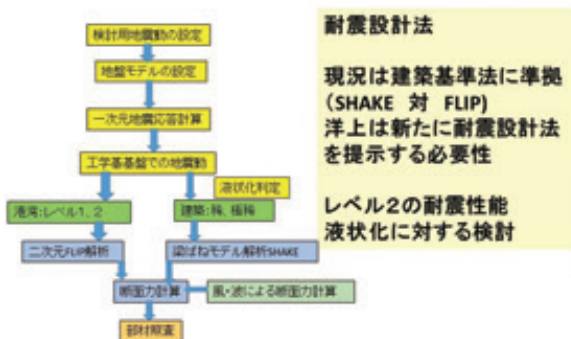 検討用地震動の設定
地盤モデルの設定
一次元地震応答計算
工学基基盤での地震動
液状化判定
港湾:レベル1、2
建築:稀、極稀
二次元FLIP解析
梁ばねモデル解析SHAKE
断面力計算
風・波による断面力計算
部材照査
耐震設計法
現況は建築基準法に準拠
(SHAKE 対 FLIP)
洋上は新たに耐震設計法
を提示する必要性
レベル2の耐震性能
液状化に対する検討